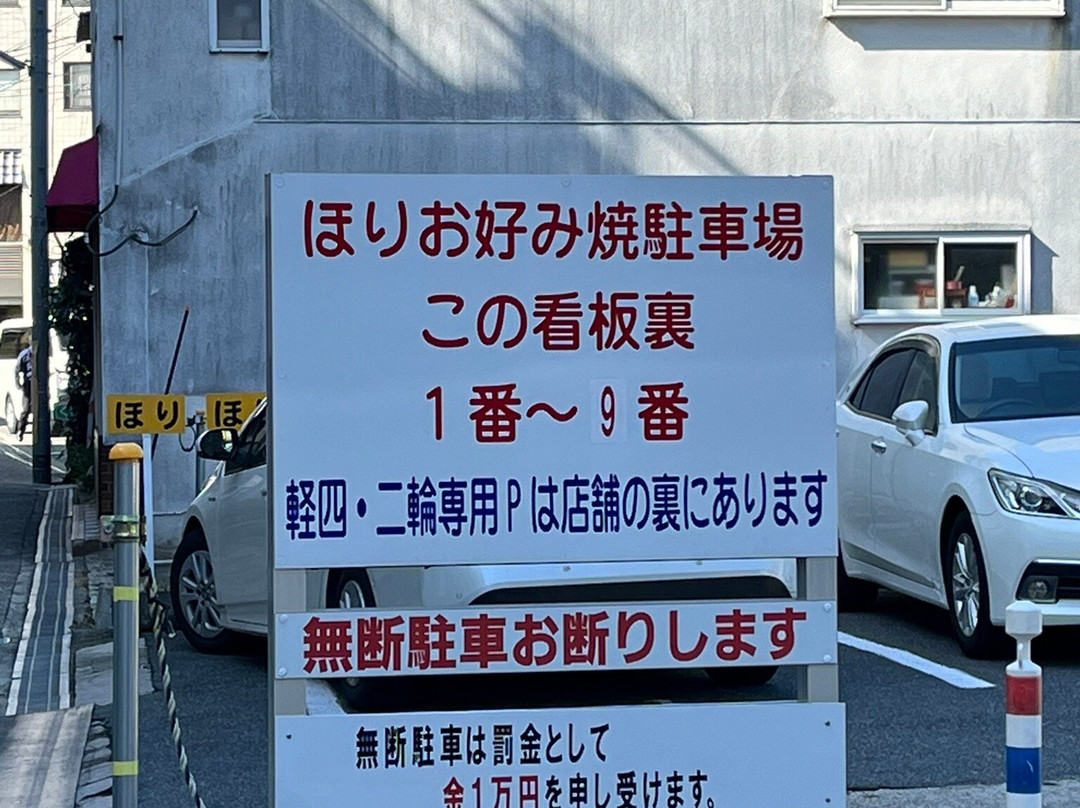 ほりお好み焼駐車場
この看板裏
1番～9番
軽四・二輪専用Pは店舗の裏にあります
無断駐車お断りします
無断駐車は罰金として
金1万円を申し受けます。
ほり
ほ